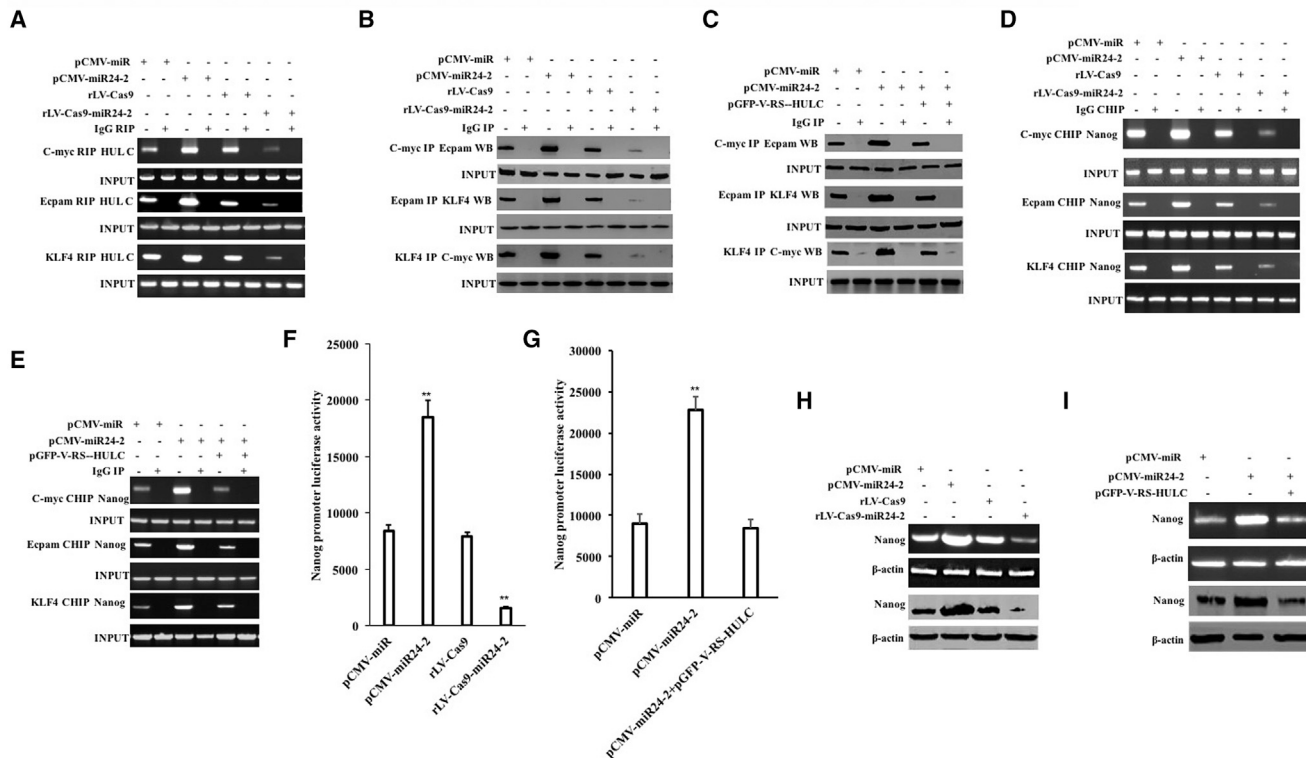 A
pCMV-miR + + - - - - - -
pCMV-miR24-2 - - + + - - - -
rLV-Cas9 - - - - + + - -
rLV-Cas9-miR24-2 - - - - - - + +
IgG RIP - + - + - + - +
C-myc RIP HULC
INPUT
Ecpam RIP HULC
INPUT
KLF4 RIP HULC
INPUT
B
pCMV-miR + + - - - - - -
pCMV-miR24-2 - - + + - - - -
rLV-Cas9 - - - - + + - -
rLV-Cas9-miR24-2 - - - - - - + +
IgG IP - + - + - + - +
C-myc IP Ecpam WB
INPUT
Ecpam IP KLF4 WB
INPUT
KLF4 IP C-myc WB
INPUT
C
pCMV-miR + + - - - -
pCMV-miR24-2 - - + + + +
pGFP-V-RS--HULC - - - - + +
IgG IP - + - + - +
C-myc IP Ecpam WB
INPUT
Ecpam IP KLF4 WB
INPUT
KLF4 IP C-myc WB
INPUT
D
pCMV-miR + + - - - - - -
pCMV-miR24-2 - - + + - - - -
rLV-Cas9 - - - - + + - -
rLV-Cas9-miR24-2 - - - - - - + +
IgG CHIP - + - + - + - +
C-myc CHIP Nanog
INPUT
Ecpam CHIP Nanog
INPUT
KLF4 CHIP Nanog
INPUT
E
pCMV-miR + + - - - -
pCMV-miR24-2 - - + + + +
pGFP-V-RS--HULC - - - - + +
IgG IP - + - + - +
C-myc CHIP Nanog
INPUT
Ecpam CHIP Nanog
INPUT
KLF4 CHIP Nanog
INPUT
F
Nanog promoter luciferase activity
25000
20000
15000
10000
5000
0
**
**
pCMV-miR
pCMV-miR24-2
rLV-Cas9
rLV-Cas9-miR24-2
G
Nanog promoter luciferase activity
30000
25000
20000
15000
10000
5000
0
**
pCMV-miR
pCMV-miR24-2
pCMV-miR24-2+pGFP-V-RS-HULC
H
pCMV-miR + - - -
pCMV-miR24-2 - + - -
rLV-Cas9 - - + -
rLV-Cas9-miR24-2 - - - +
Nanog
β-actin
Nanog
β-actin
I
pCMV-miR + - -
pCMV-miR24-2 - + +
pGFP-V-RS-HULC - - +
Nanog
β-actin
Nanog
β-actin